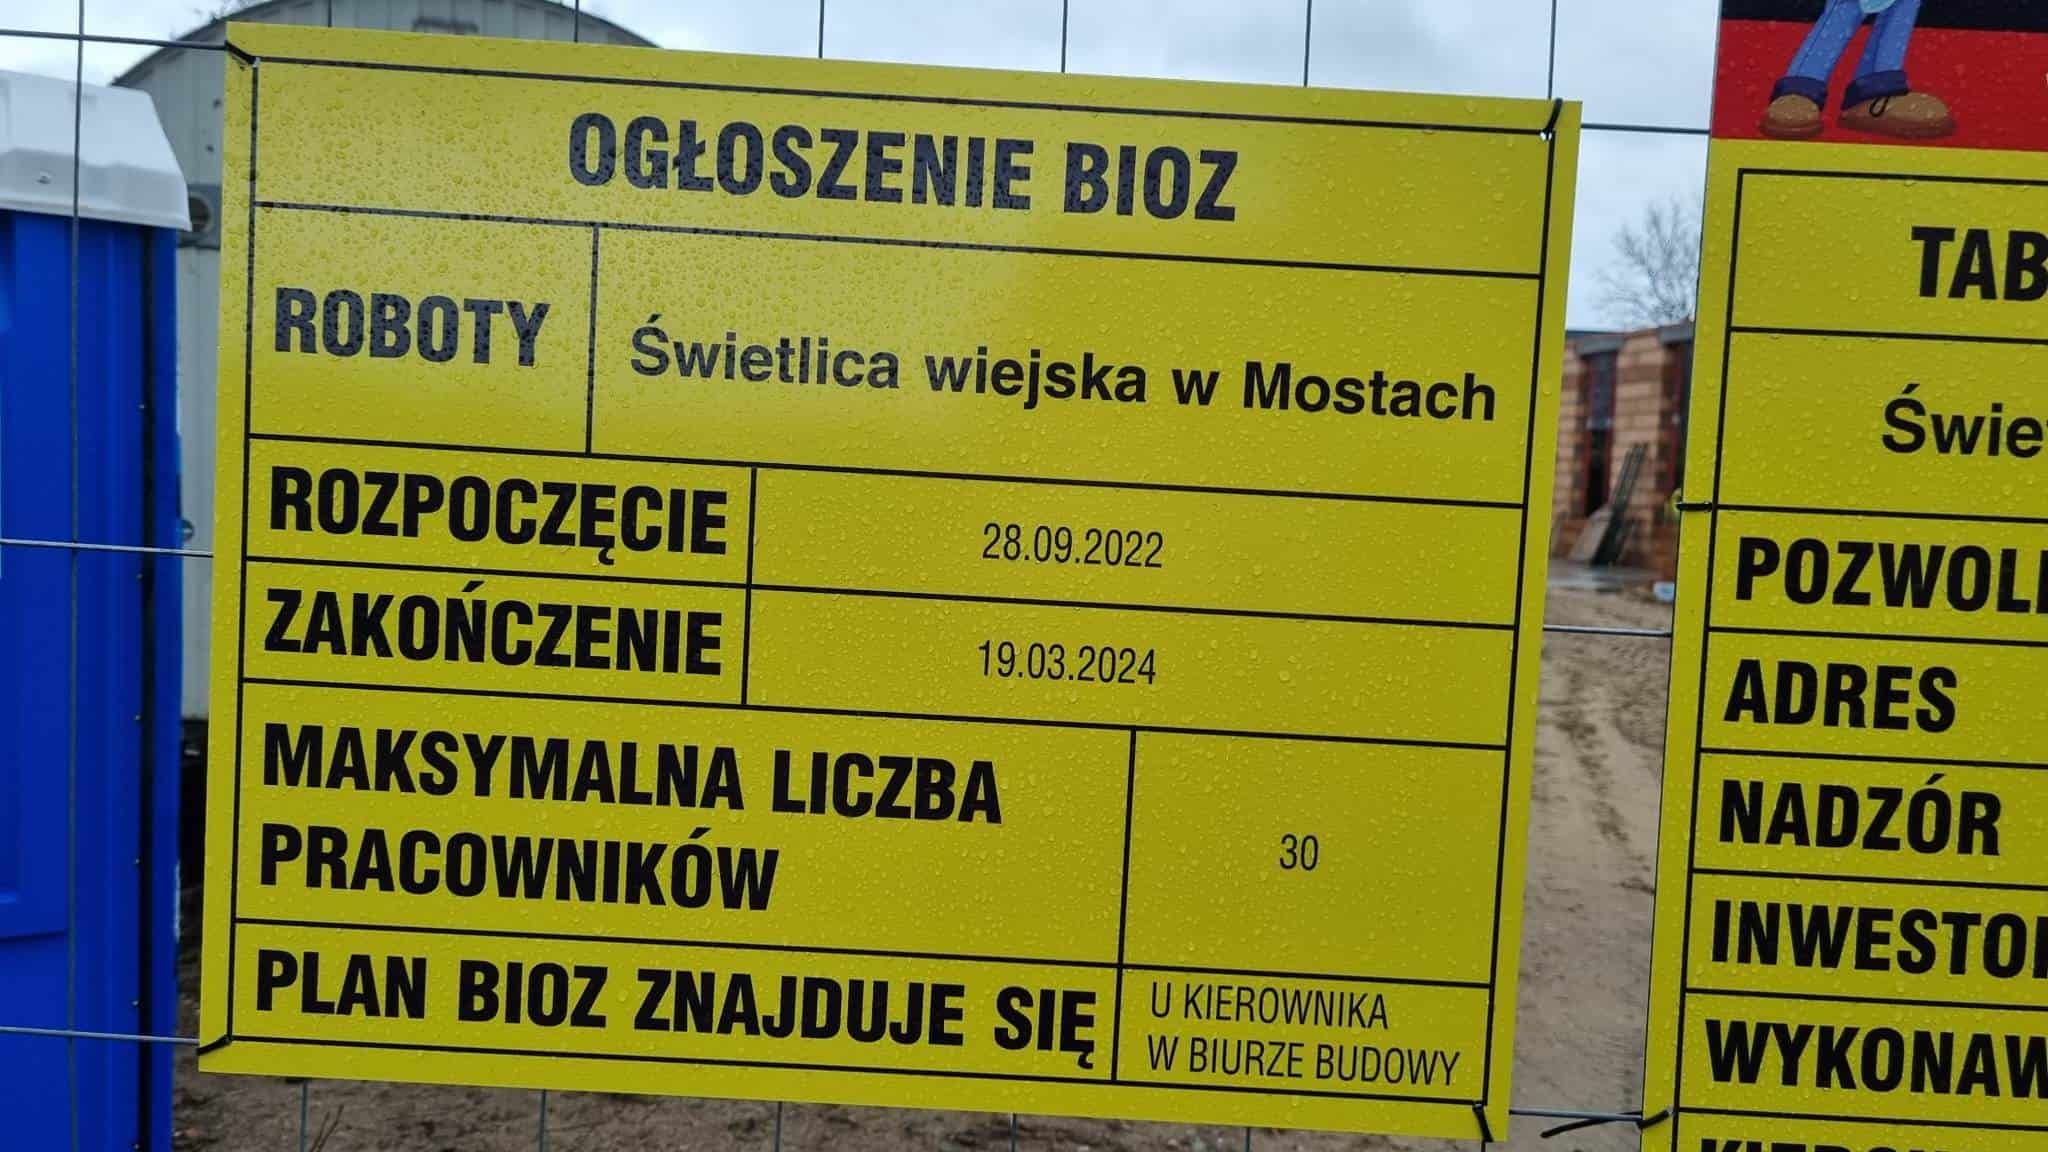 OGŁOSZENIE BIOZ
ROBOTY
Świetlica wiejska w Mostach
ROZPOCZĘCIE
28.09.2022
ZAKOŃCZENIE
19.03.2024
MAKSYMALNA LICZBA
PRACOWNIKÓW
30
PLAN BIOZ ZNAJDUJE SIĘ
U KIEROWNIKA
W BIURZE BUDOWY
TAB
Świe
POZWOL
ADRES
NADZÓR
INWESTO
WYKONAW